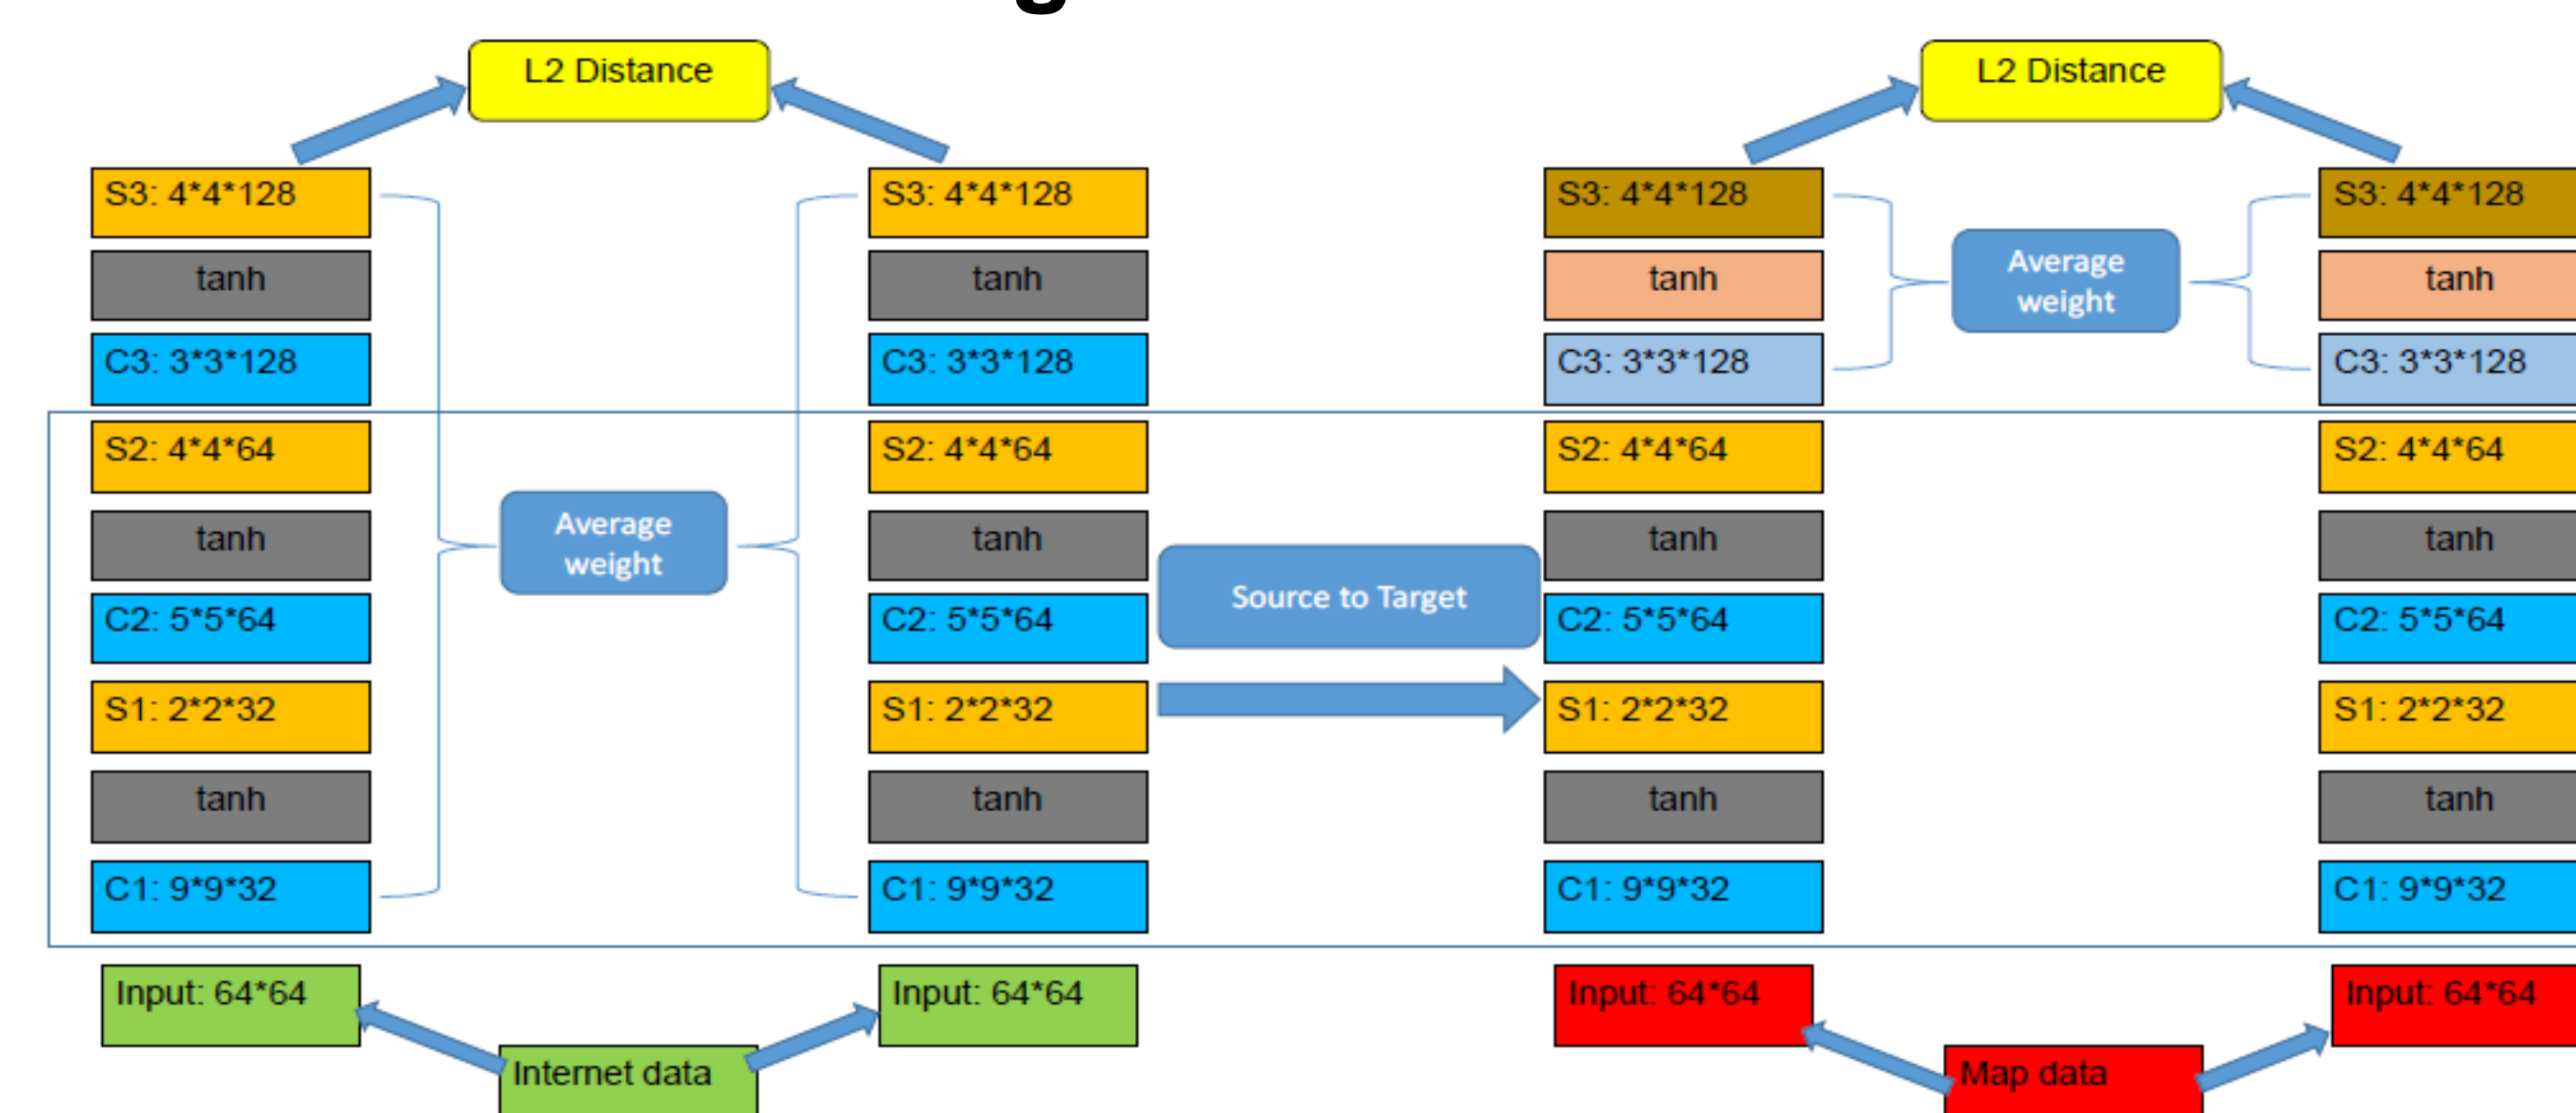 L2 Distance
L2 Distance
S3: 4*4*128
S3: 4*4*128
S3: 4*4*128
S3: 4*4*128
tanh
tanh
tanh
Average
weight
tanh
C3: 3*3*128
C3: 3*3*128
C3: 3*3*128
C3: 3*3*128
S2: 4*4*64
S2: 4*4*64
S2: 4*4*64
S2: 4*4*64
tanh
Average
weight
tanh
tanh
tanh
C2: 5*5*64
C2: 5*5*64
Source to Target
C2: 5*5*64
C2: 5*5*64
S1: 2*2*32
S1: 2*2*32
S1: 2*2*32
S1: 2*2*32
tanh
tanh
tanh
tanh
C1: 9*9*32
C1: 9*9*32
C1: 9*9*32
C1: 9*9*32
Input: 64*64
Input: 64*64
Input: 64*64
Input: 64*64
Internet data
Map data